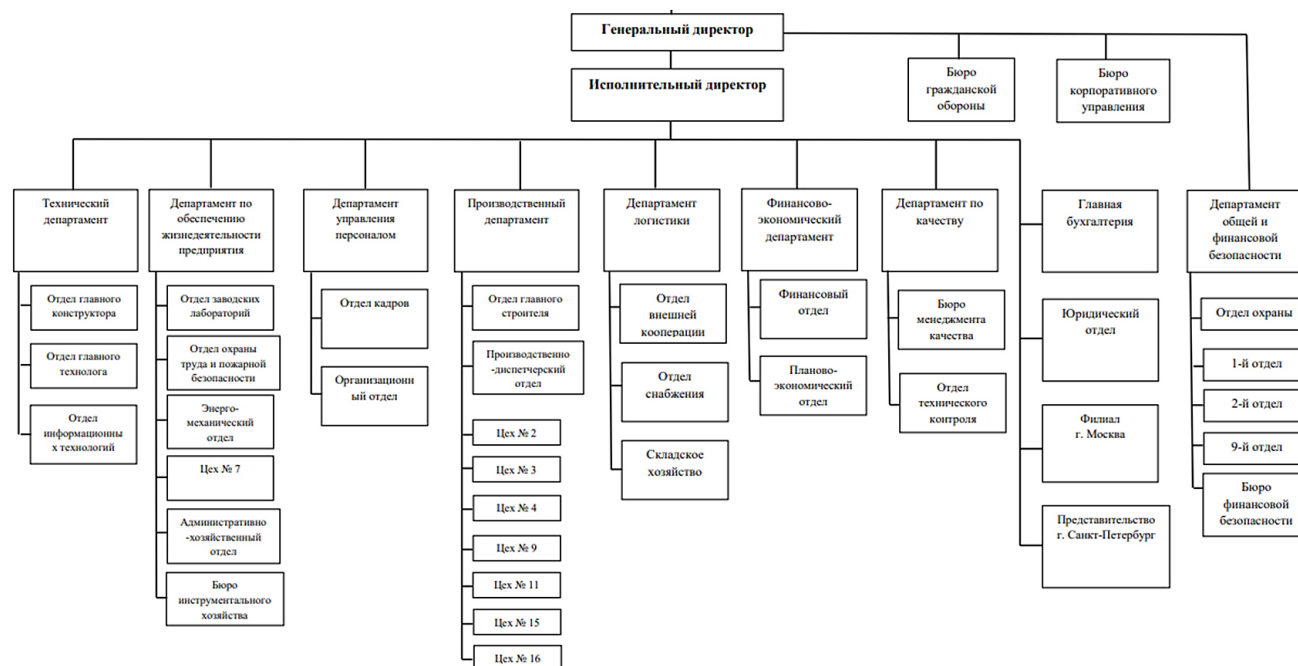 Генеральный директор
Исполнительный директор
Бюро
гражданской
обороны
Бюро
корпоративного
управления
Технический
департамент
Департамент по
обеспечению
жизнедеятельности
предприятия
Департамент
управления
персоналом
Производственный
департамент
Департамент
логистики
Финансово-
экономический
департамент
Департамент по
качеству
Главная
бухгалтерия
Департамент
общей и
финансовой
безопасности
Отдел главного
конструктора
Отдел главного
технолога
Отдел
информационны
х технологий
Отдел заводских
лабораторий
Отдел охраны
труда и пожарной
безопасности
Энерго-
механический
отдел
Цех № 7
Административно
-хозяйственный
отдел
Бюро
инструментального
хозяйства
Отдел кадров
Организационн
ый отдел
Отдел главного
строителя
Производственно
-диспетчерский
отдел
Цех № 2
Цех № 3
Цех № 4
Цех № 9
Цех № 11
Цех № 15
Цех № 16
Отдел
внешней
кооперации
Отдел
снабжения
Складское
хозяйство
Финансовый
отдел
Планово-
экономический
отдел
Бюро
менеджмента
качества
Отдел
технического
контроля
Юридический
отдел
Филиал
г. Москва
Представительство
г. Санкт-Петербург
Отдел охраны
1-й отдел
2-й отдел
9-й отдел
Бюро
финансовой
безопасности